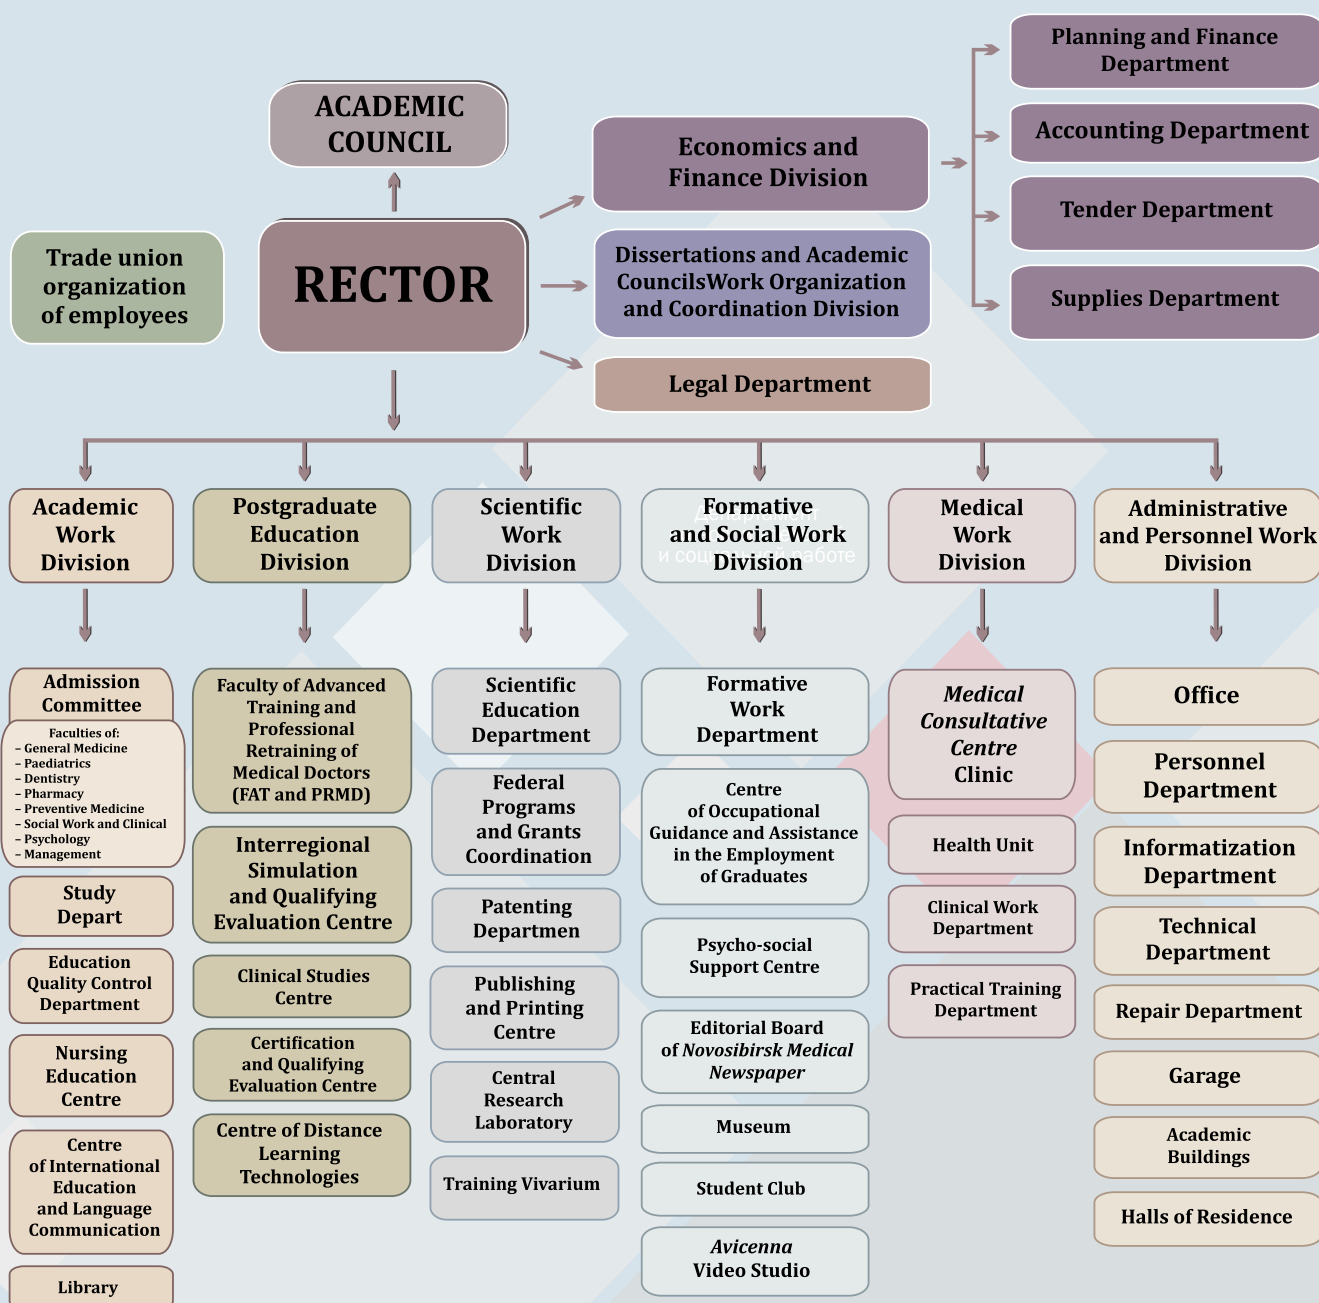 ACADEMIC
COUNCIL
RECTOR
Trade union
organization
of employees
Economics and
Finance Division
Dissertations and Academic
CouncilsWork Organization
and Coordination Division
Legal Department
Planning and Finance
Department
Accounting Department
Tender Department
Supplies Department
Academic
Work
Division
Postgraduate
Education
Division
Scientific
Work
Division
Formative
and Social Work
Division
Департамент
и социальной работе
Medical
Work
Division
Administrative
and Personnel Work
Division
Admission
Committee
Faculties of:
– General Medicine
– Paediatrics
– Dentistry
– Pharmacy
– Preventive Medicine
– Social Work and Clinical
– Psychology
– Management
Study
Depart
Education
Quality Control
Department
Nursing
Education
Centre
Centre
of International
Education
and Language
Communication
Library
Faculty of Advanced
Training and
Professional
Retraining of
Medical Doctors
(FAT and PRMD)
Interregional
Simulation
and Qualifying
Evaluation Centre
Clinical Studies
Centre
Certification
and Qualifying
Evaluation Centre
Centre of Distance
Learning
Technologies
Scientific
Education
Department
Federal
Programs
and Grants
Coordination
Patenting
Departmen
Publishing
and Printing
Centre
Central
Research
Laboratory
Training Vivarium
Formative
Work
Department
Centre
of Occupational
Guidance and Assistance
in the Employment
of Graduates
Psycho-social
Support Centre
Editorial Board
of Novosibirsk Medical
Newspaper
Museum
Student Club
Avicenna
Video Studio
Medical
Consultative
Centre
Clinic
Health Unit
Clinical Work
Department
Practical Training
Department
Office
Personnel
Department
Informatization
Department
Technical
Department
Repair Department
Garage
Academic
Buildings
Halls of Residence